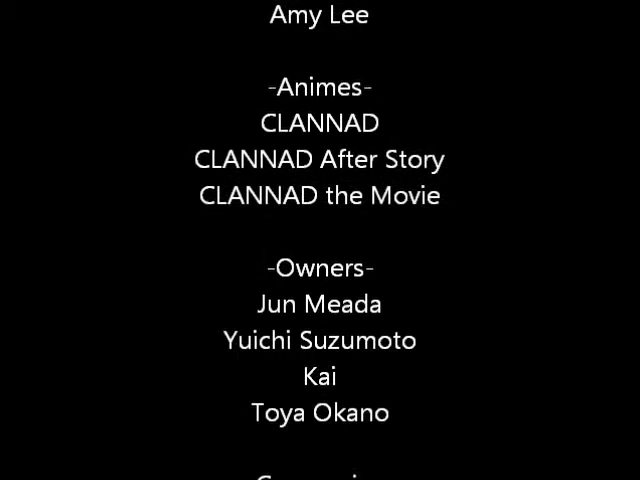 Amy Lee
-Animes-
CLANNAD
CLANNAD After Story
CLANNAD the Movie
-Owners-
Jun Meada
Yuichi Suzumoto
Kai
Toya Okano